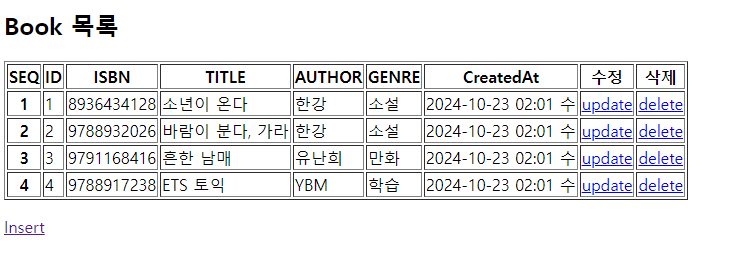 Book 목록
SEQ ID ISBN TITLE AUTHOR GENRE CreatedAt 수정 삭제
1 1 8936434128 소년이 온다 한강 소설 2024-10-23 02:01 수 update delete
2 2 9788932026 바람이 분다, 가라 한강 소설 2024-10-23 02:01 수 update delete
3 3 9791168416 흔한 남매 유난희 만화 2024-10-23 02:01 수 update delete
4 4 9788917238 ETS 토익 YBM 학습 2024-10-23 02:01 수 update delete
Insert